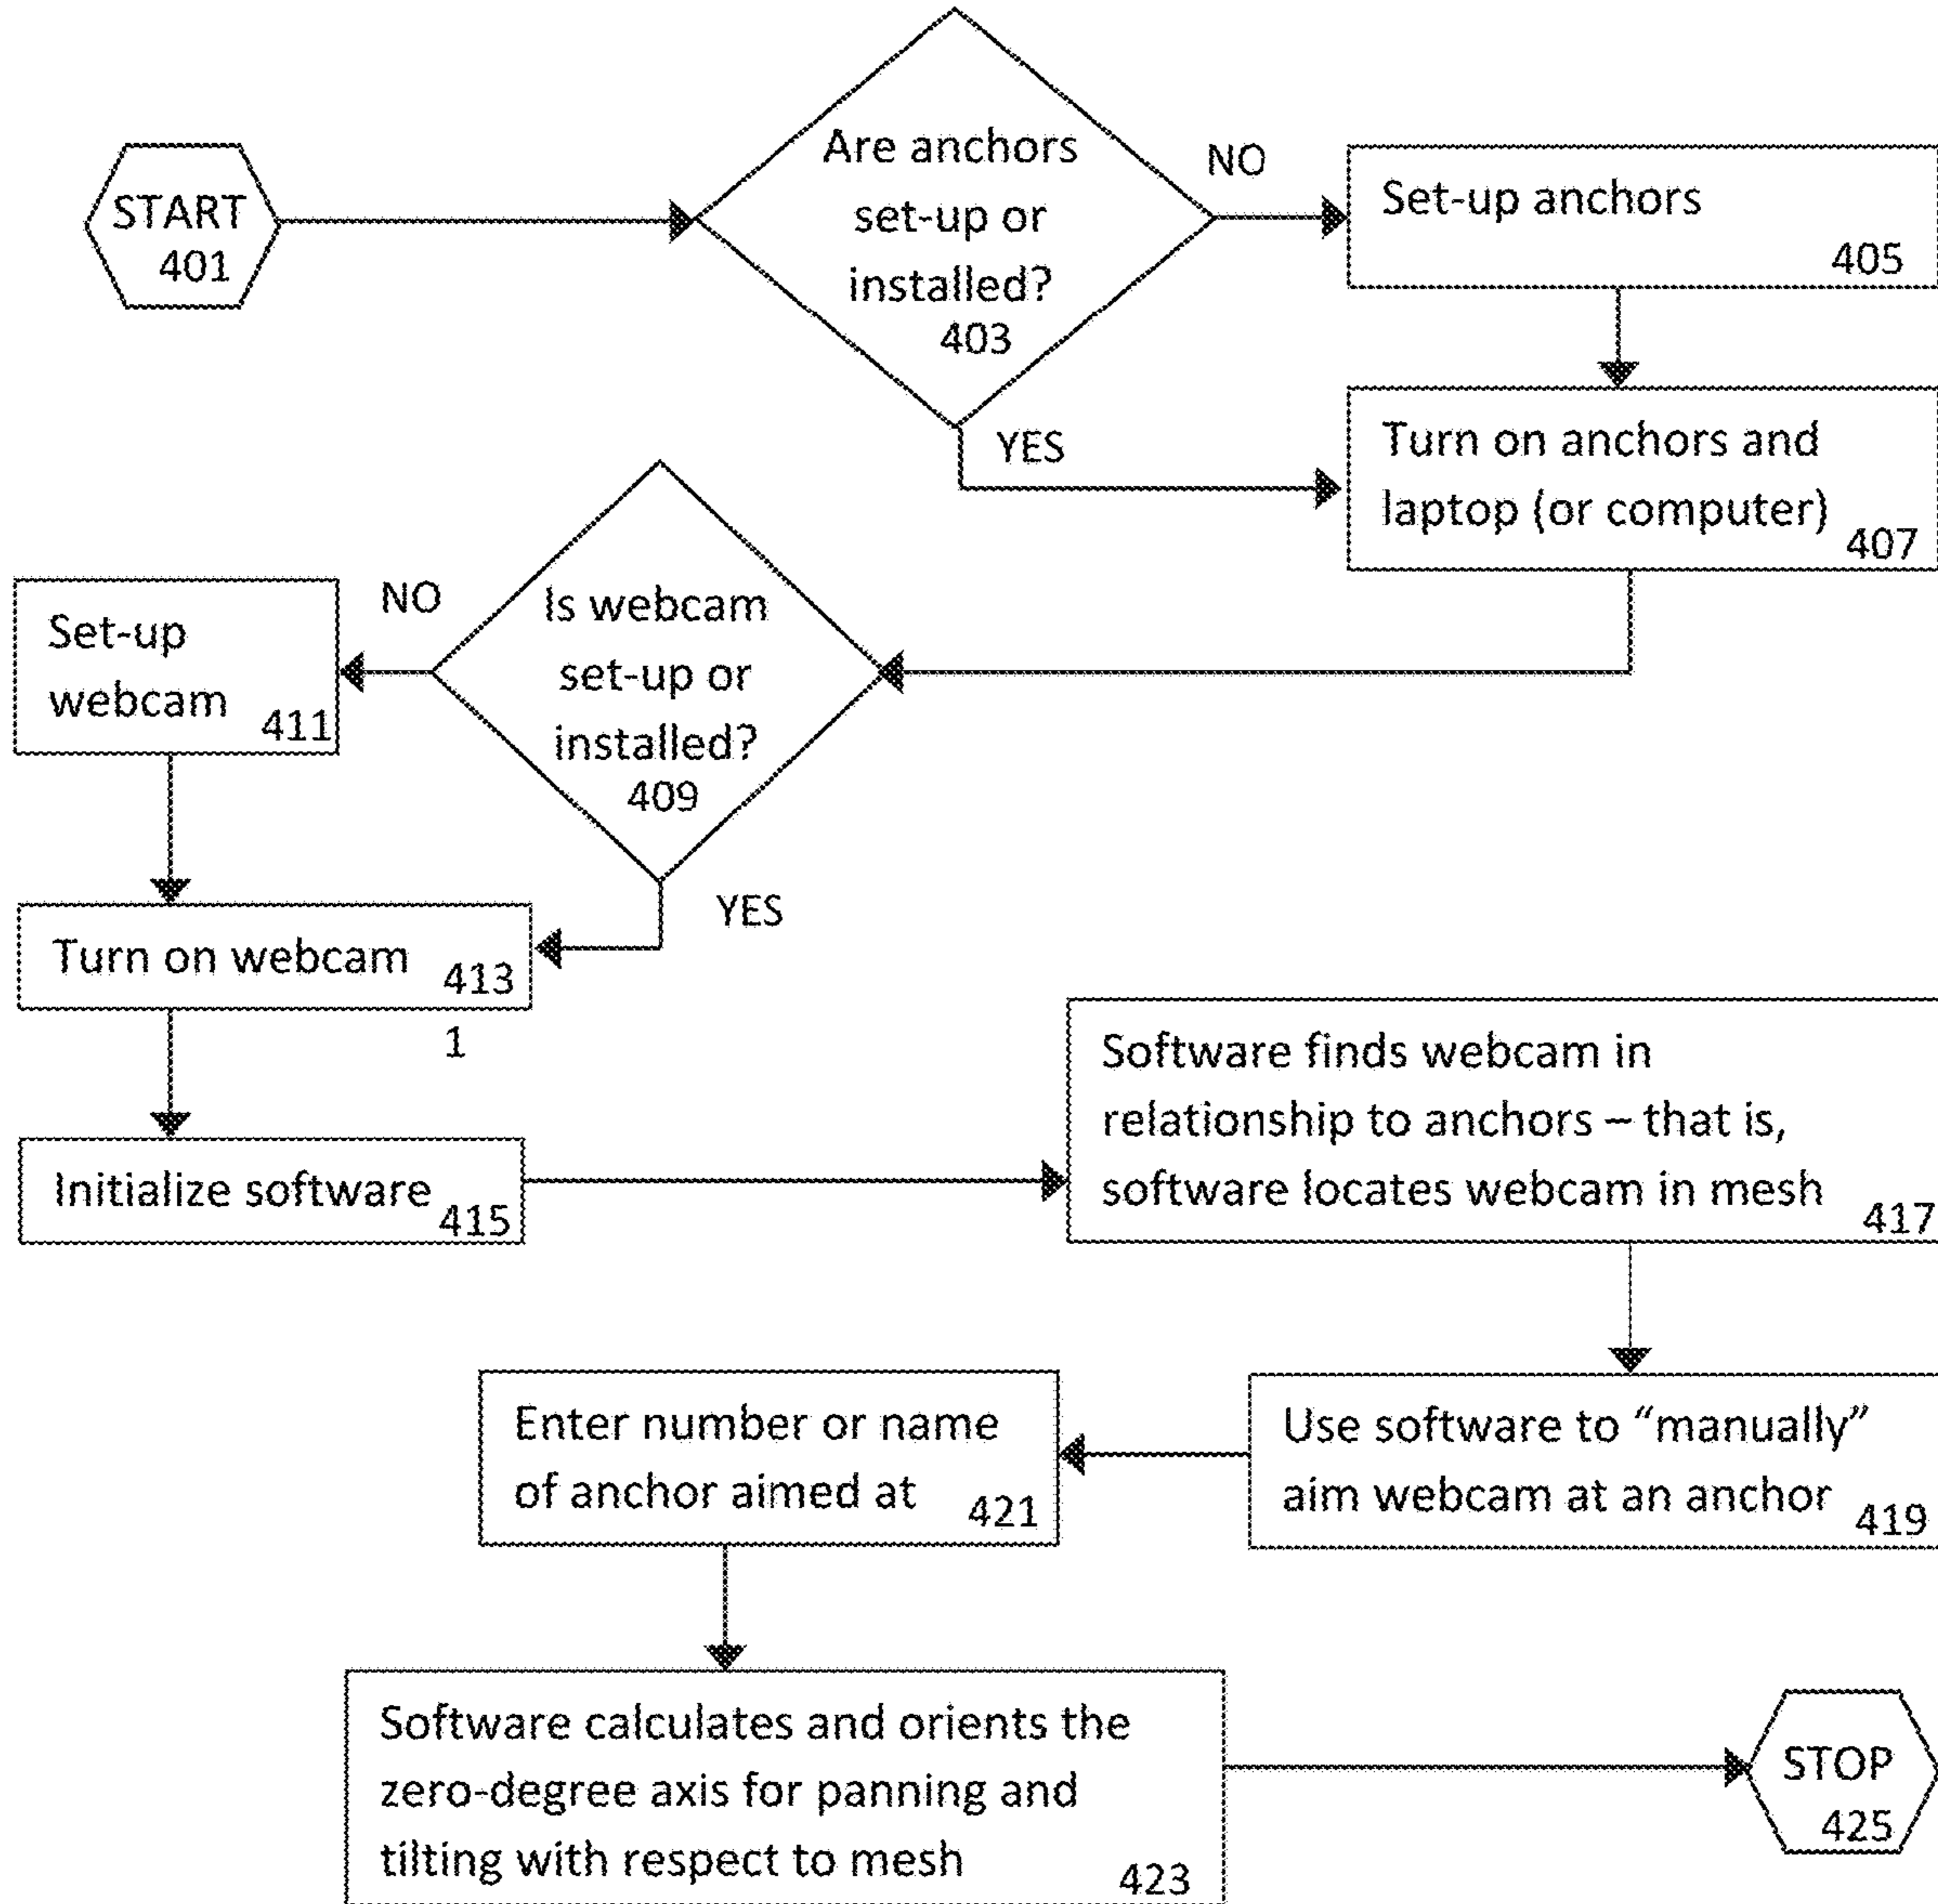 START
401
Are anchors
set-up or
installed?
403
NO
YES
Set-up anchors
405
Turn on anchors and
laptop (or computer)
407
Is webcam
set-up or
installed?
409
NO
YES
Set-up
webcam
411
Turn on webcam
413
1
Initialize software
415
Software finds webcam in
relationship to anchors – that is,
software locates webcam in mesh
417
Use software to “manually”
aim webcam at an anchor
419
Enter number or name
of anchor aimed at
421
Software calculates and orients the
zero-degree axis for panning and
tilting with respect to mesh
423
STOP
425